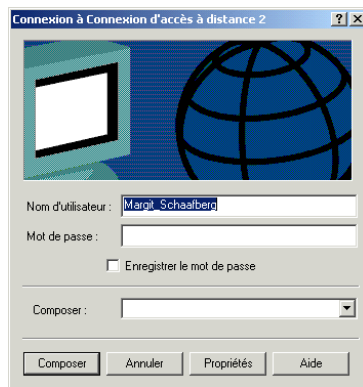 Connexion à Connexion d'accès à distance 2
Nom d'utilisateur :
Margit_Schaafberg
Mot de passe :
Enregistrer le mot de passe
Composer :
Composer Annuler Propriétés Aide